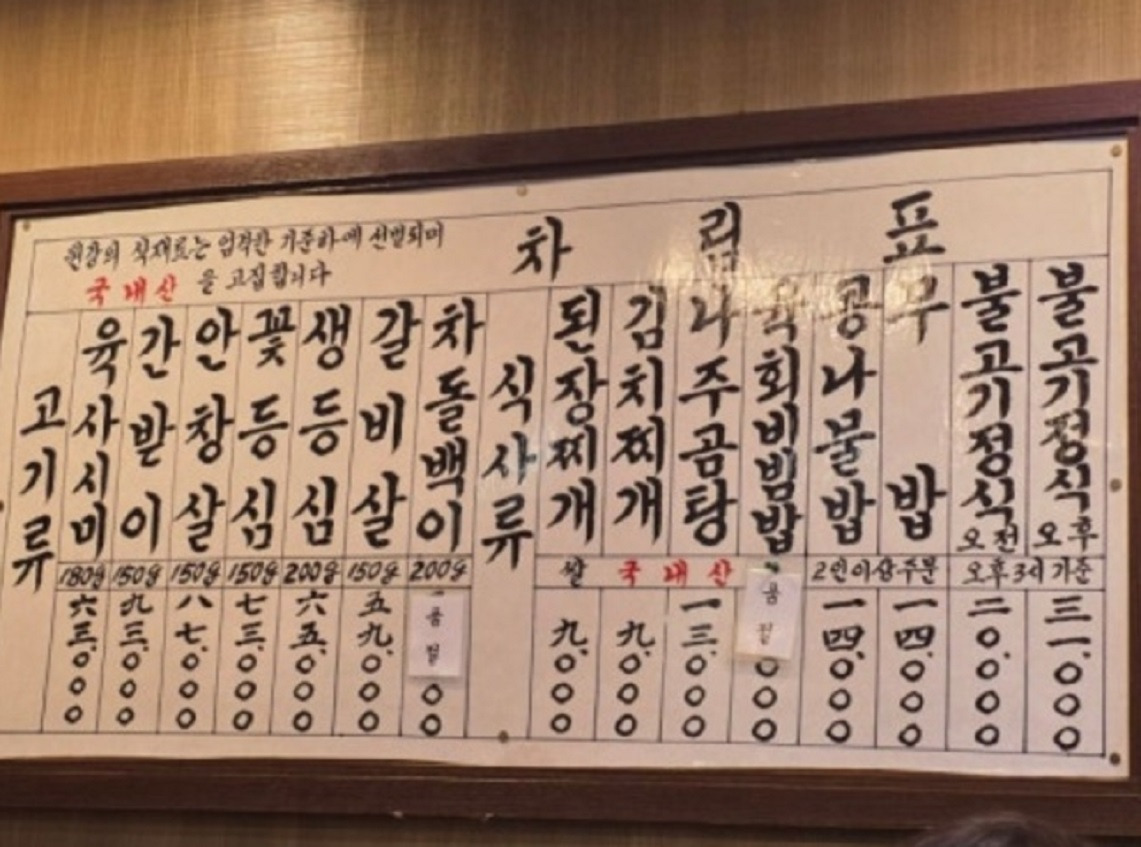 차림표
식재료는 엄격한 기준하에 선별되며
국내산 을 고집합니다
고기류
육사시미 180g 六三.000
간받이 150g 九三.000
안창살 150g 八七.000
꽃등심 150g 七三.000
생등심 200g 六五.000
갈비살 150g 五九.000
차돌백이 200g 품절 00
식사류
된장찌개 九.000
김치찌개 九.000
나주곰탕 一三.000
육회비빔밥 품절 000
쌀 국내산
콩나물밥 一四.000
무밥 一四.000
2인이상주문
불고기정식 오전 二0.000
불고기정식 오후 三一.000
오후3시 기준